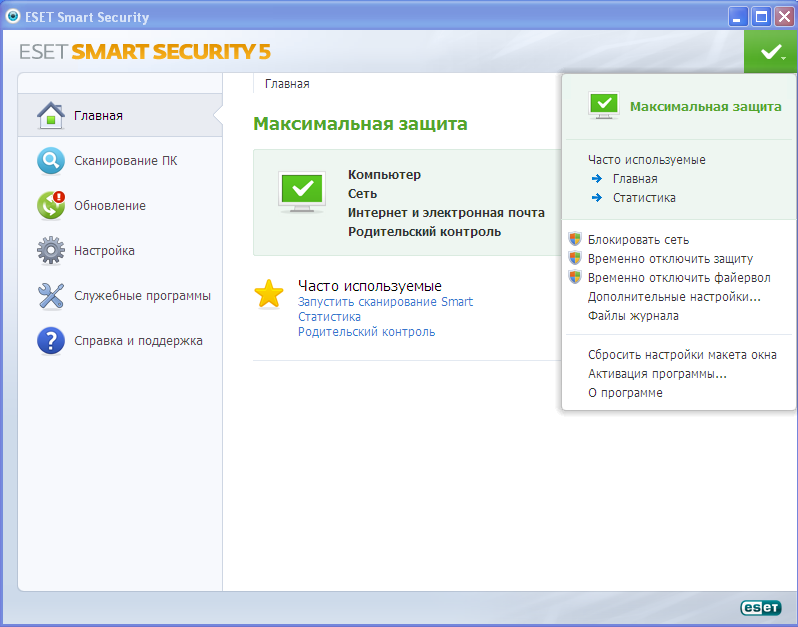 ESET Smart Security
ESET SMART SECURITY 5
Главная
Сканирование ПК
Обновление
Настройка
Служебные программы
Справка и поддержка
Главная
Максимальная защита
Компьютер
Сеть
Интернет и электронная почта
Родительский контроль
Часто используемые
Запустить сканирование Smart
Статистика
Родительский контроль
Максимальная защита
Часто используемые
Главная
Статистика
Блокировать сеть
Временно отключить защиту
Временно отключить файервол
Дополнительные настройки...
Файлы журнала
Сбросить настройки макета окна
Активация программы...
О программе
eset